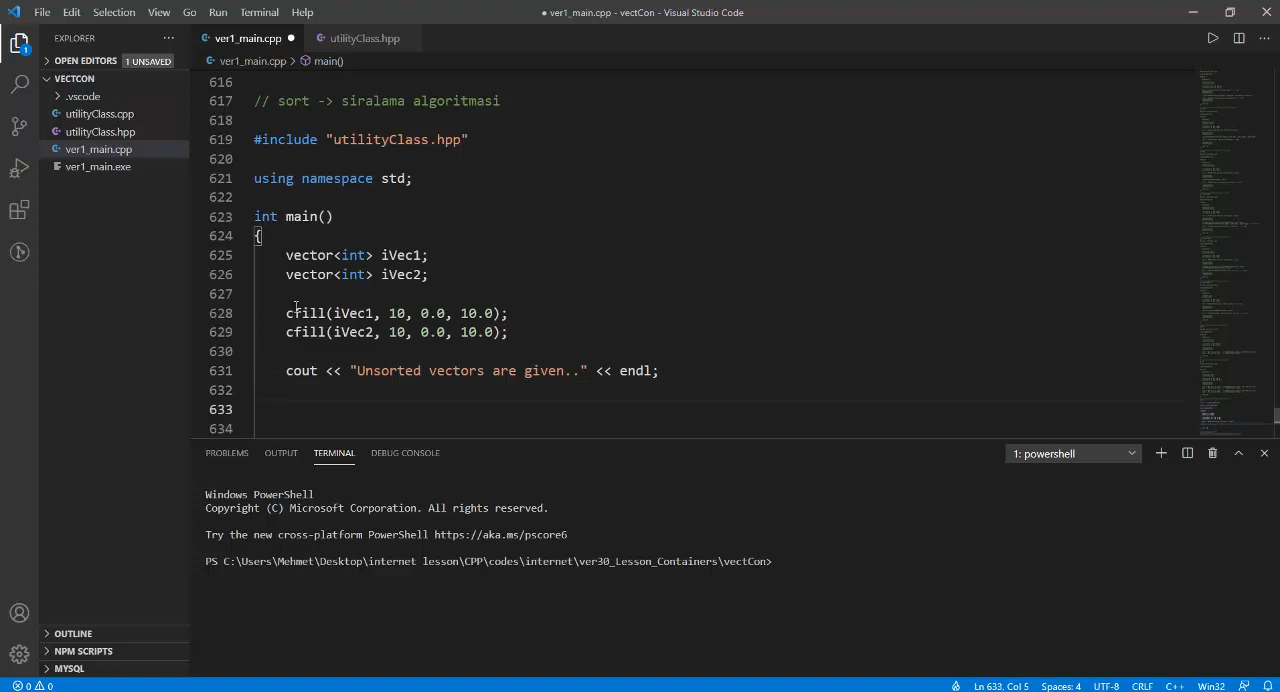 File Edit Selection View Go Run Terminal Help
● ver1_main.cpp - vectCon - Visual Studio Code
EXPLORER
OPEN EDITORS 1 UNSAVED
VECTCON
.vscode
utilityClass.cpp
utilityClass.hpp
ver1_main.cpp
ver1_main.exe
OUTLINE
NPM SCRIPTS
MYSQL
1
ver1_main.cpp ● utilityClass.hpp
ver1_main.cpp > main()
616
617 // sort -> siralama algoritmasi
618
619 #include "utilityClass.hpp"
620
621 using namespace std;
622
623 int main()
624 {
625 vector<int> iVec1;
626 vector<int> iVec2;
627
628 cfill(iVec1, 10, 0.0, 10.0);
629 cfill(iVec2, 10, 0.0, 10.0);
630
631 cout << "Unsorted vectors are given.." << endl;
632
633
634
PROBLEMS OUTPUT TERMINAL DEBUG CONSOLE
1: powershell
Windows PowerShell
Copyright (C) Microsoft Corporation. All rights reserved.
Try the new cross-platform PowerShell https://aka.ms/pscore6
PS C:\Users\Mehmet\Desktop\internet lesson\CPP\codes\internet\ver30_Lesson_Containers\vectCon>
0 0
Ln 633, Col 5 Spaces: 4 UTF-8 CRLF C++ Win32